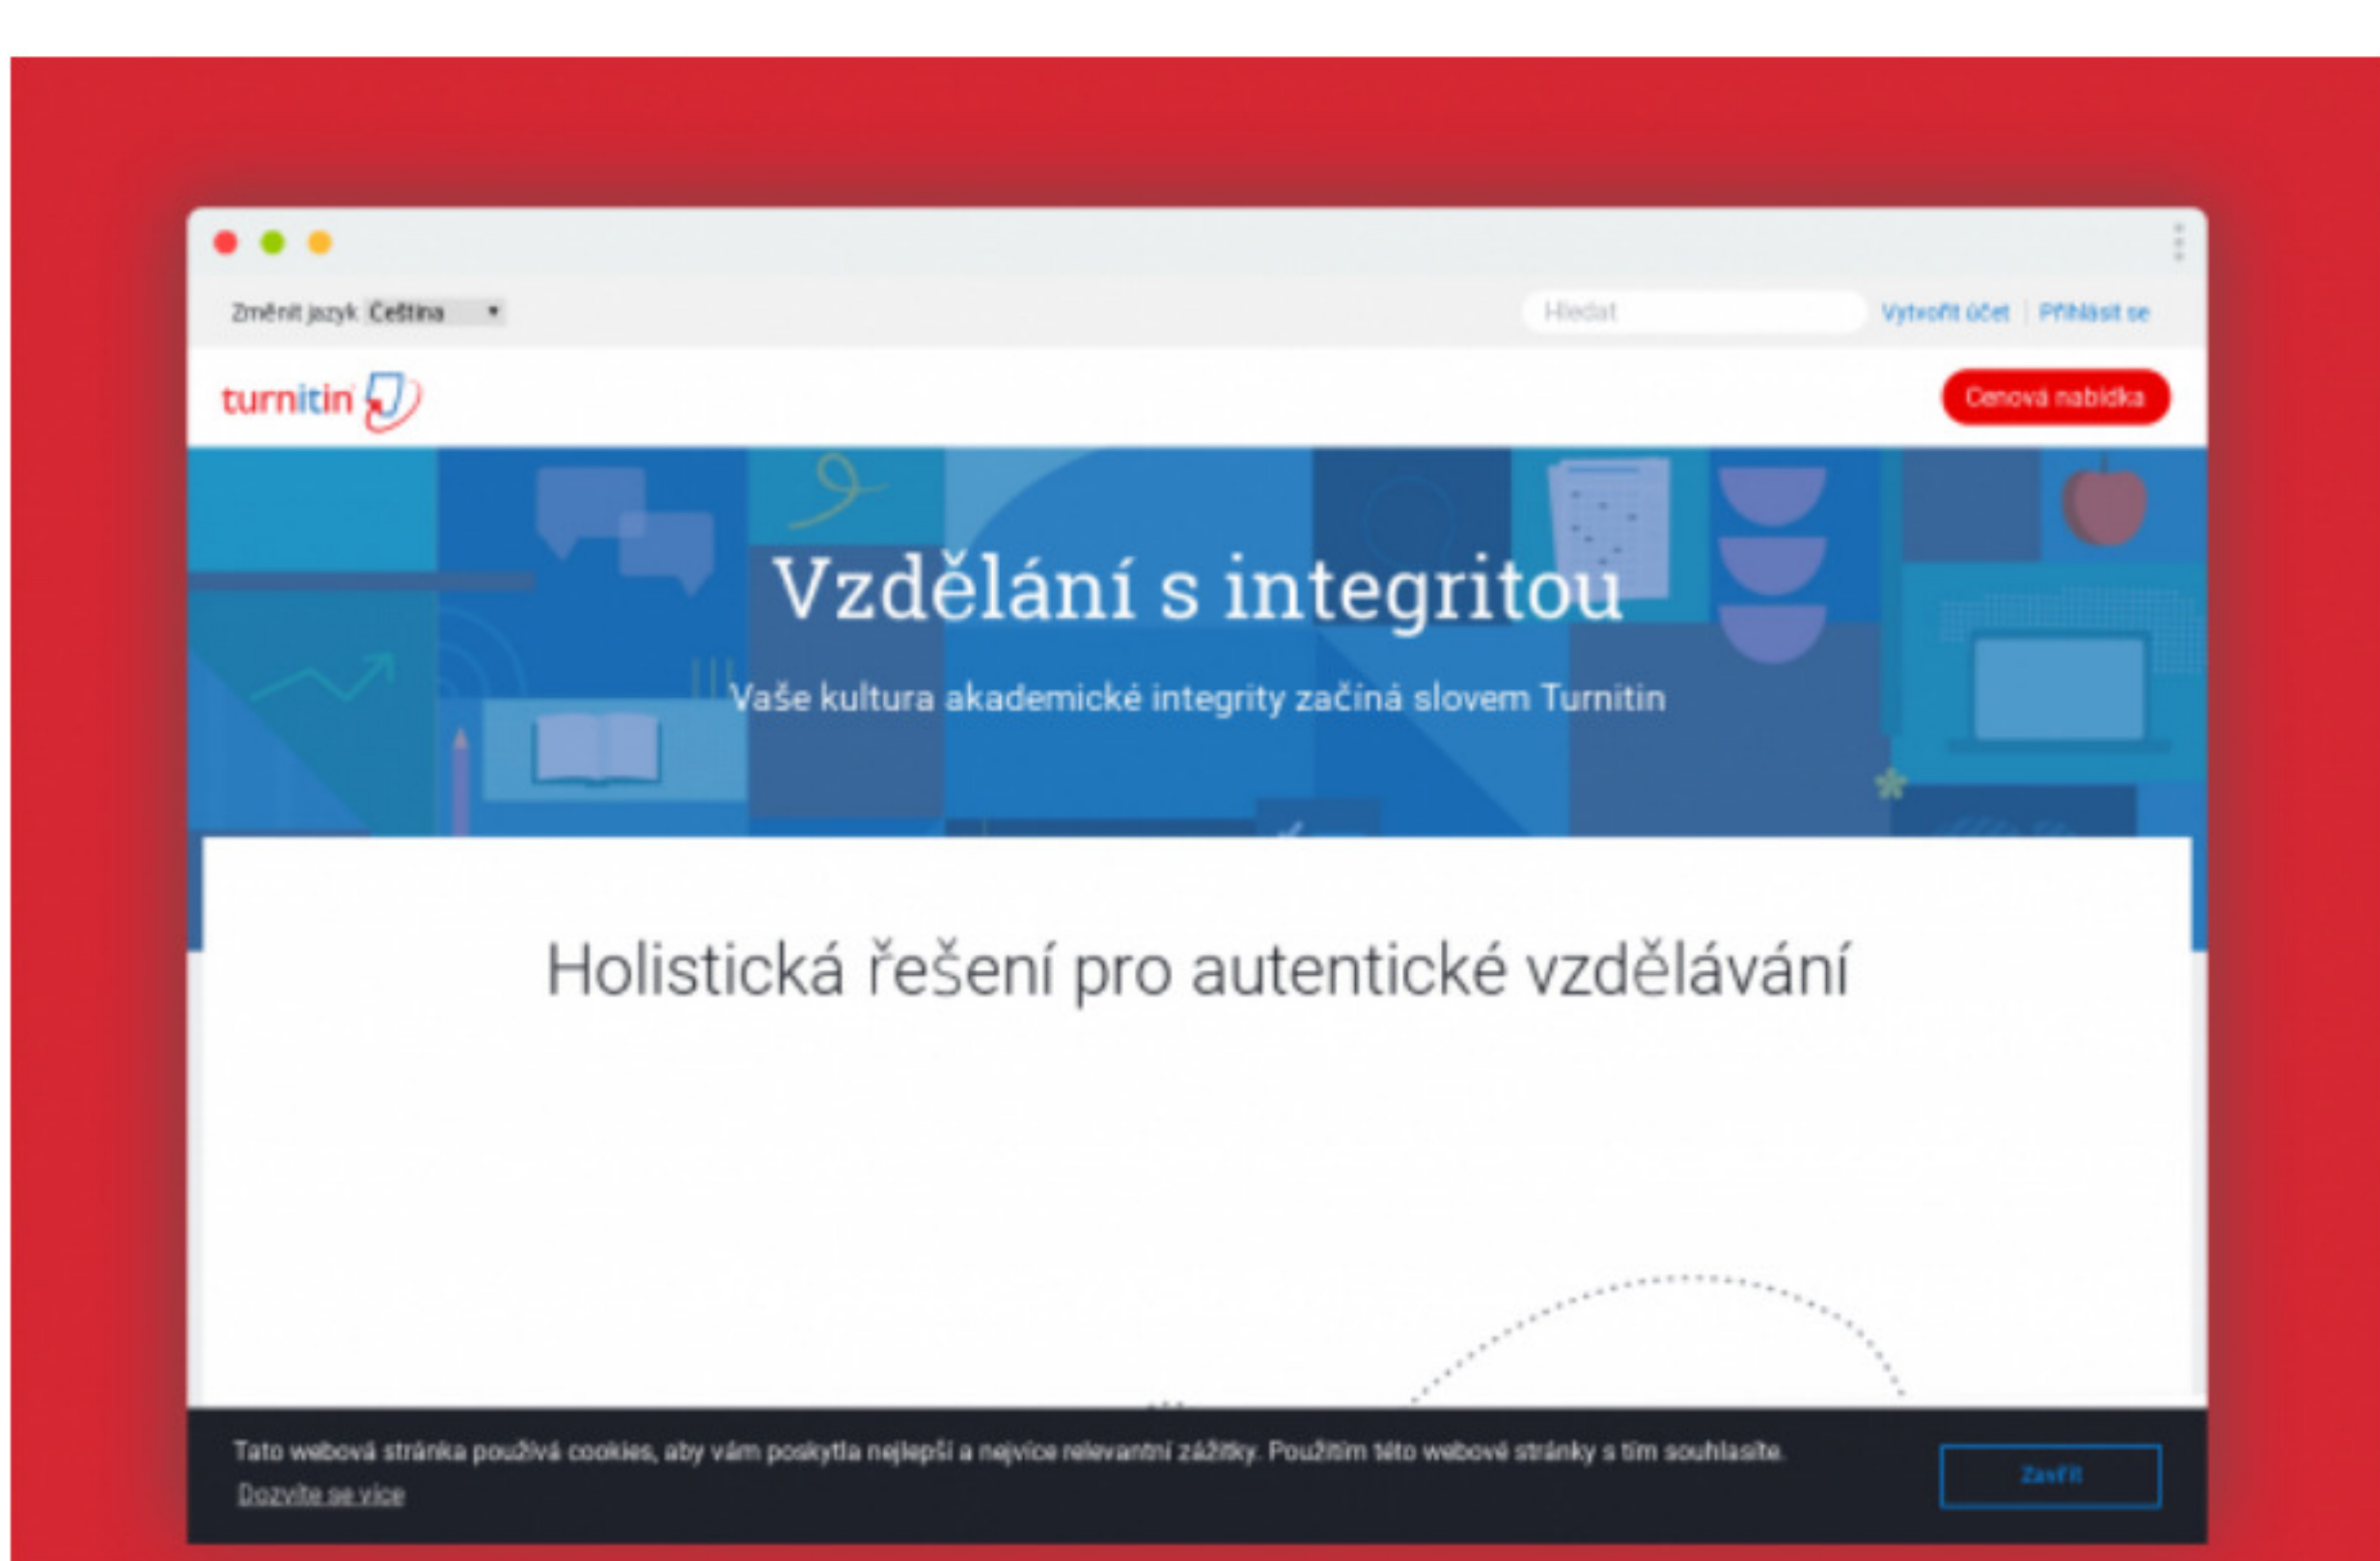 Změnit jazyk Čeština
Hledat
Vytvořit účet
Přihlásit se
turnitin
Cenová nabídka
Vzdělání s integritou
Vaše kultura akademické integrity začíná slovem Turnitin
Holistická řešení pro autentické vzdělávání
Tato webová stránka používá cookies, aby vám poskytla nejlepší a nejvíce relevantní zážitky. Použitím této webové stránky s tím souhlasíte.
Dozvíte se více
Zavřít